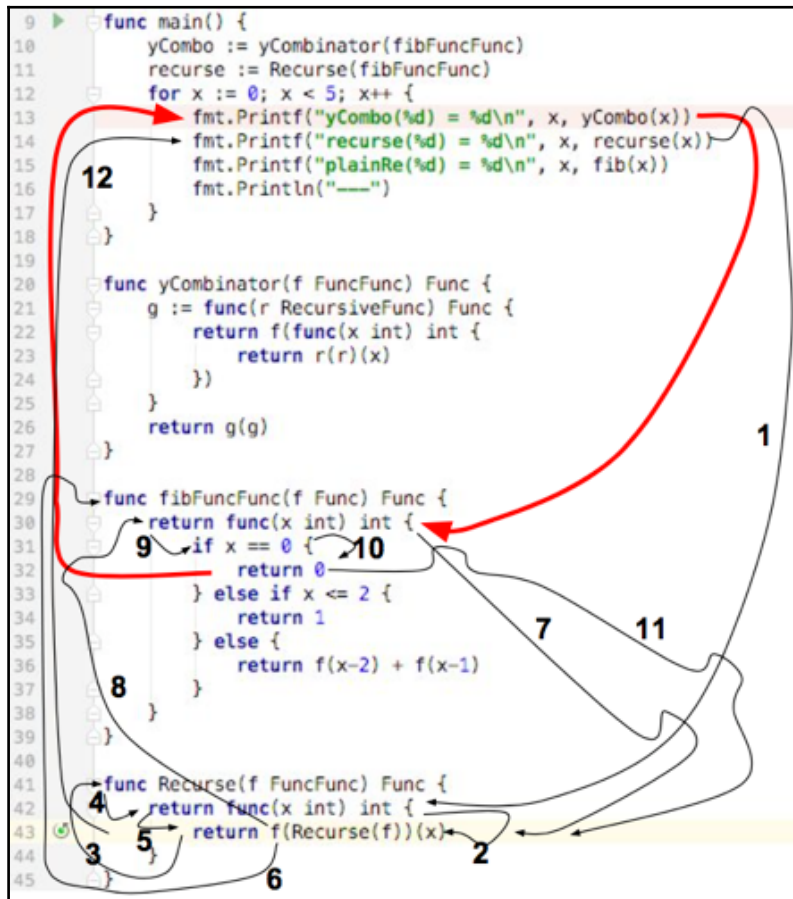 9 func main() {
10 yCombo := yCombinator(fibFuncFunc)
11 recurse := Recurse(fibFuncFunc)
12 for x := 0; x < 5; x++ {
13 fmt.Printf("yCombo(%d) = %d\n", x, yCombo(x))
14 fmt.Printf("recurse(%d) = %d\n", x, recurse(x))
15 fmt.Printf("plainRe(%d) = %d\n", x, fib(x))
12
16 fmt.Println("---")
17 }
18 }
19
20 func yCombinator(f FuncFunc) Func {
21 g := func(r RecursiveFunc) Func {
22 return f(func(x int) int {
23 return r(r)(x)
24 })
25 }
26 return g(g)
1
27 }
28
29 func fibFuncFunc(f Func) Func {
30 return func(x int) int {
31 if x == 0 {
9
10
32 return 0
33 } else if x <= 2 {
34 return 1
7
11
35 } else {
36 return f(x-2) + f(x-1)
37 }
8
38 }
39 }
40
41 func Recurse(f FuncFunc) Func {
4
42 return func(x int) int {
43 return f(Recurse(f))(x)
5
3
2
44 }
6
45 }